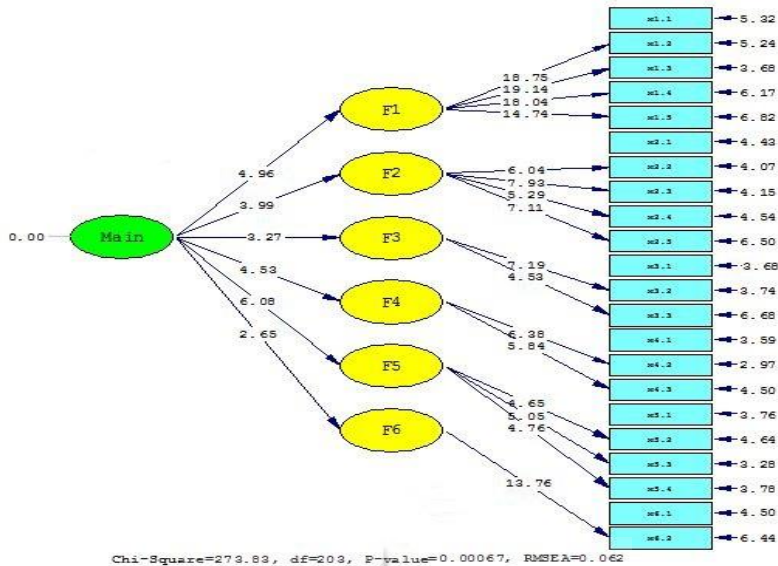 x1.1 5.32
x1.2 5.24
18.75
x1.3 3.68
19.14
F1 18.04 x1.4 6.17
14.74 x1.5 6.82
x2.1 4.43
4.96 F2 6.04 x2.2 4.07
7.93 x2.3 4.15
3.99 5.29 x2.4 4.54
7.11 x2.5 6.50
0.00 Main 3.27 F3 x3.1 3.68
7.19 x3.2 3.74
4.53 4.53 x3.3 6.68
F4 x4.1 3.59
6.08 6.38 x4.2 2.97
2.65 5.84 x4.3 4.50
F5 x5.1 3.76
4.65 x5.2 4.64
5.05 x5.3 3.28
F6 4.76 x5.4 3.78
13.76 x6.1 4.50
x6.2 6.44
Chi-Square=273.83, df=203, P-value=0.00067, RMSEA=0.062